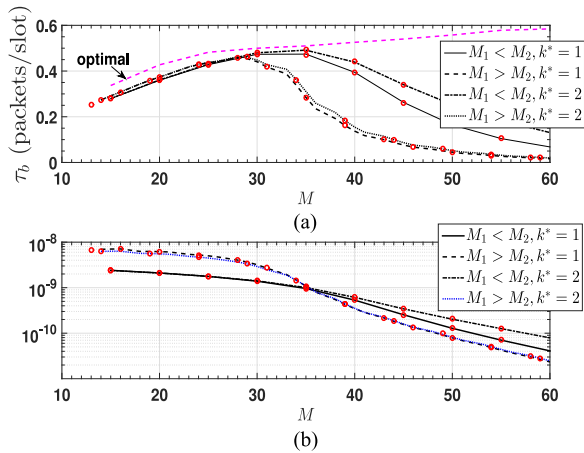 τ_b (packets/slot)
0.6
0.4
0.2
0
optimal
M_1 < M_2, k* = 1
M_1 > M_2, k* = 1
M_1 < M_2, k* = 2
M_1 > M_2, k* = 2
10 20 30 40 50 60
M
(a)
10^-8
10^-9
10^-10
M_1 < M_2, k* = 1
M_1 > M_2, k* = 1
M_1 < M_2, k* = 2
M_1 > M_2, k* = 2
10 20 30 40 50 60
M
(b)